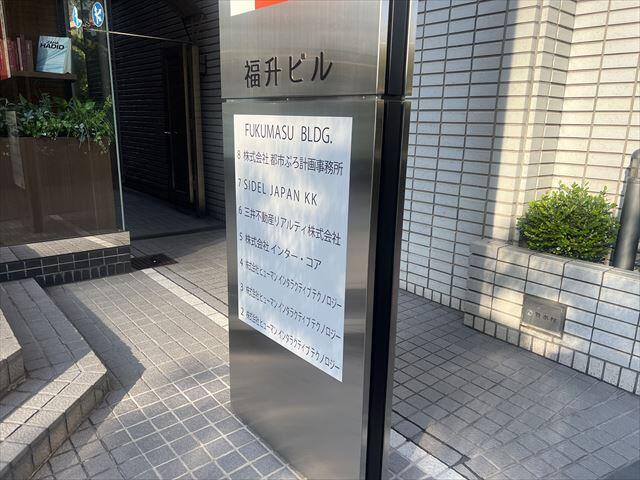 HADID
福升ビル
FUKUMASU BLDG.
8 株式会社 都市ぷろ計画事務所
7 SIDEL JAPAN KK
6 三井不動産リアルティ株式会社
5 株式会社 インター・コア
4 株式会社 ヒューマン インタラクティブ テクノロジー
3 株式会社 ヒューマン インタラクティブ テクノロジー
2 株式会社 ヒューマン インタラクティブ テクノロジー